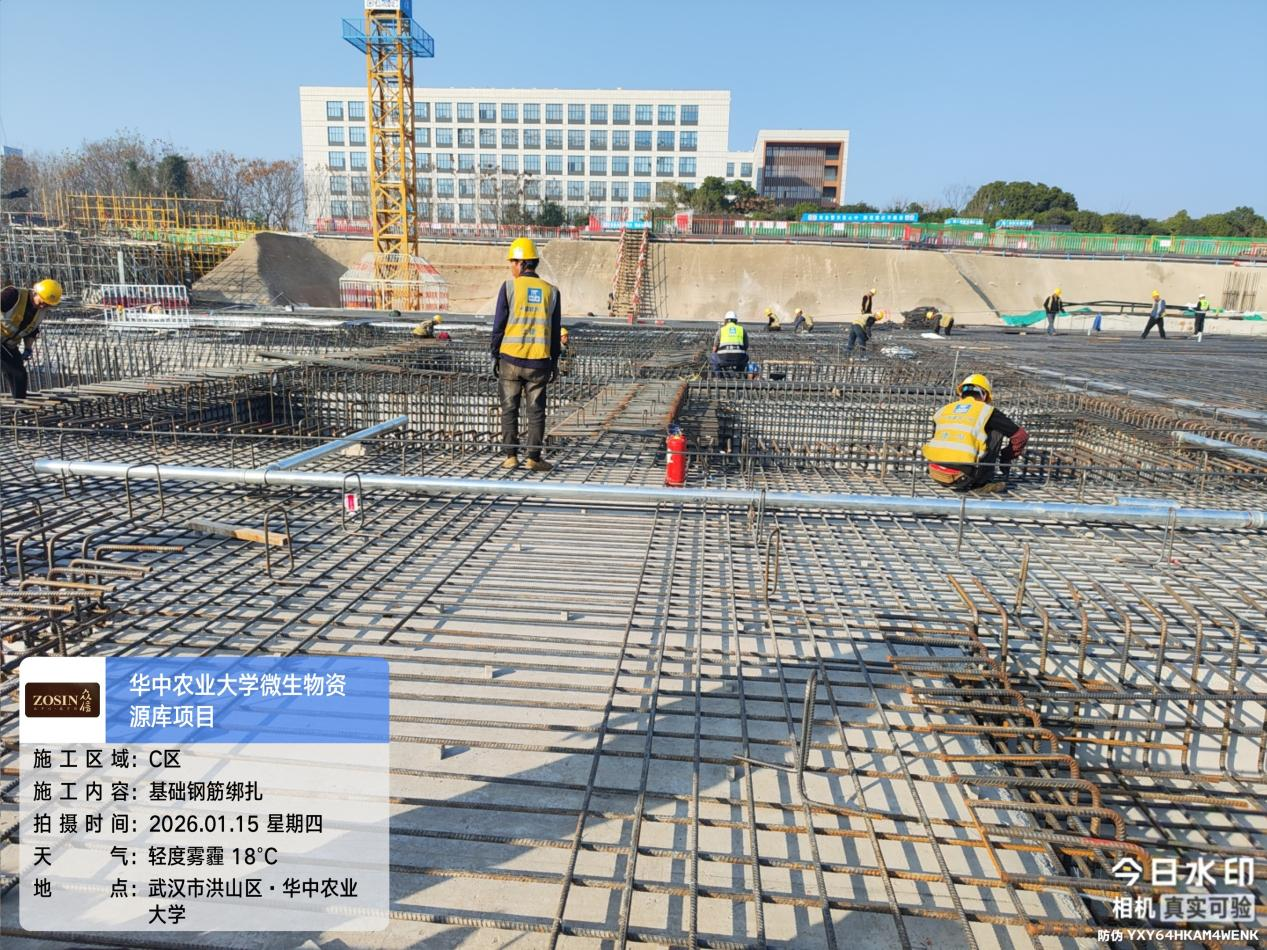 ZOSIN 众信
华中农业大学微生物资
源库项目
施工区域：C区
施工内容：基础钢筋绑扎
拍摄时间：2026.01.15 星期四
天气：轻度雾霾 18°C
地点：武汉市洪山区·华中农业
大学
今日水印
相机 真实可验
防伪 YXY64HKAM4WENK